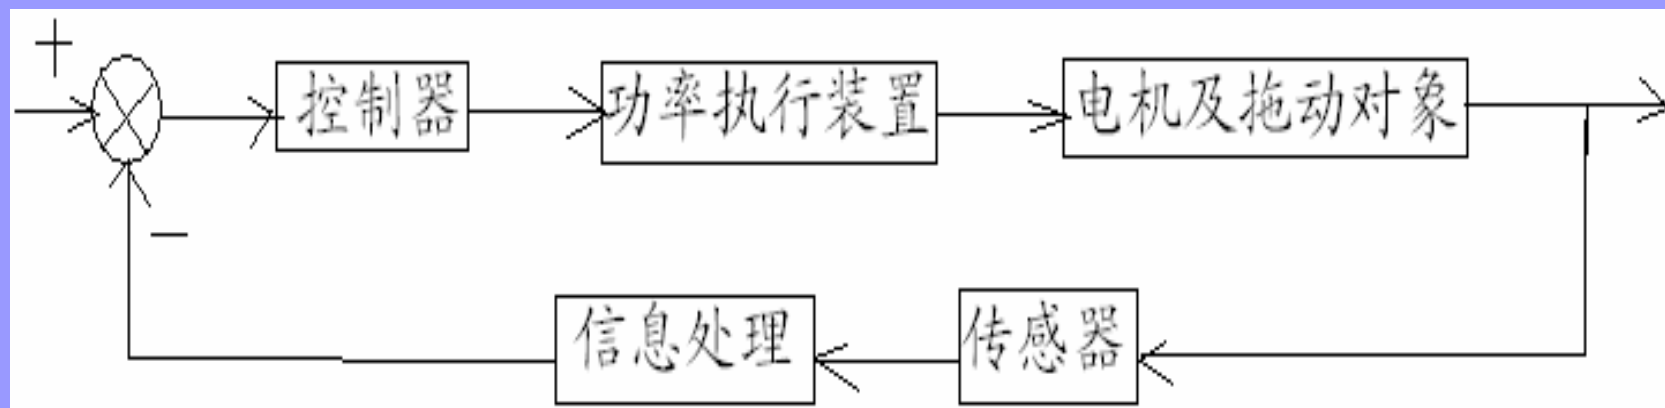 +
控制器
功率执行装置
电机及拖动对象
−
信息处理
传感器